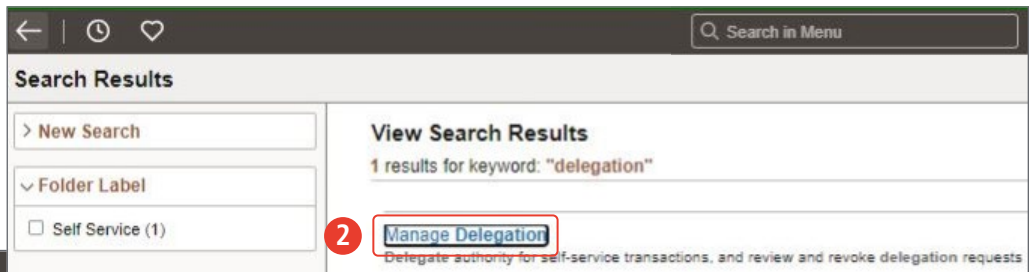 Search in Menu
Search Results
> New Search
Folder Label
Self Service (1)
View Search Results
1 results for keyword: "delegation"
2
Manage Delegation
Delegate authority for self-service transactions, and review and revoke delegation requests